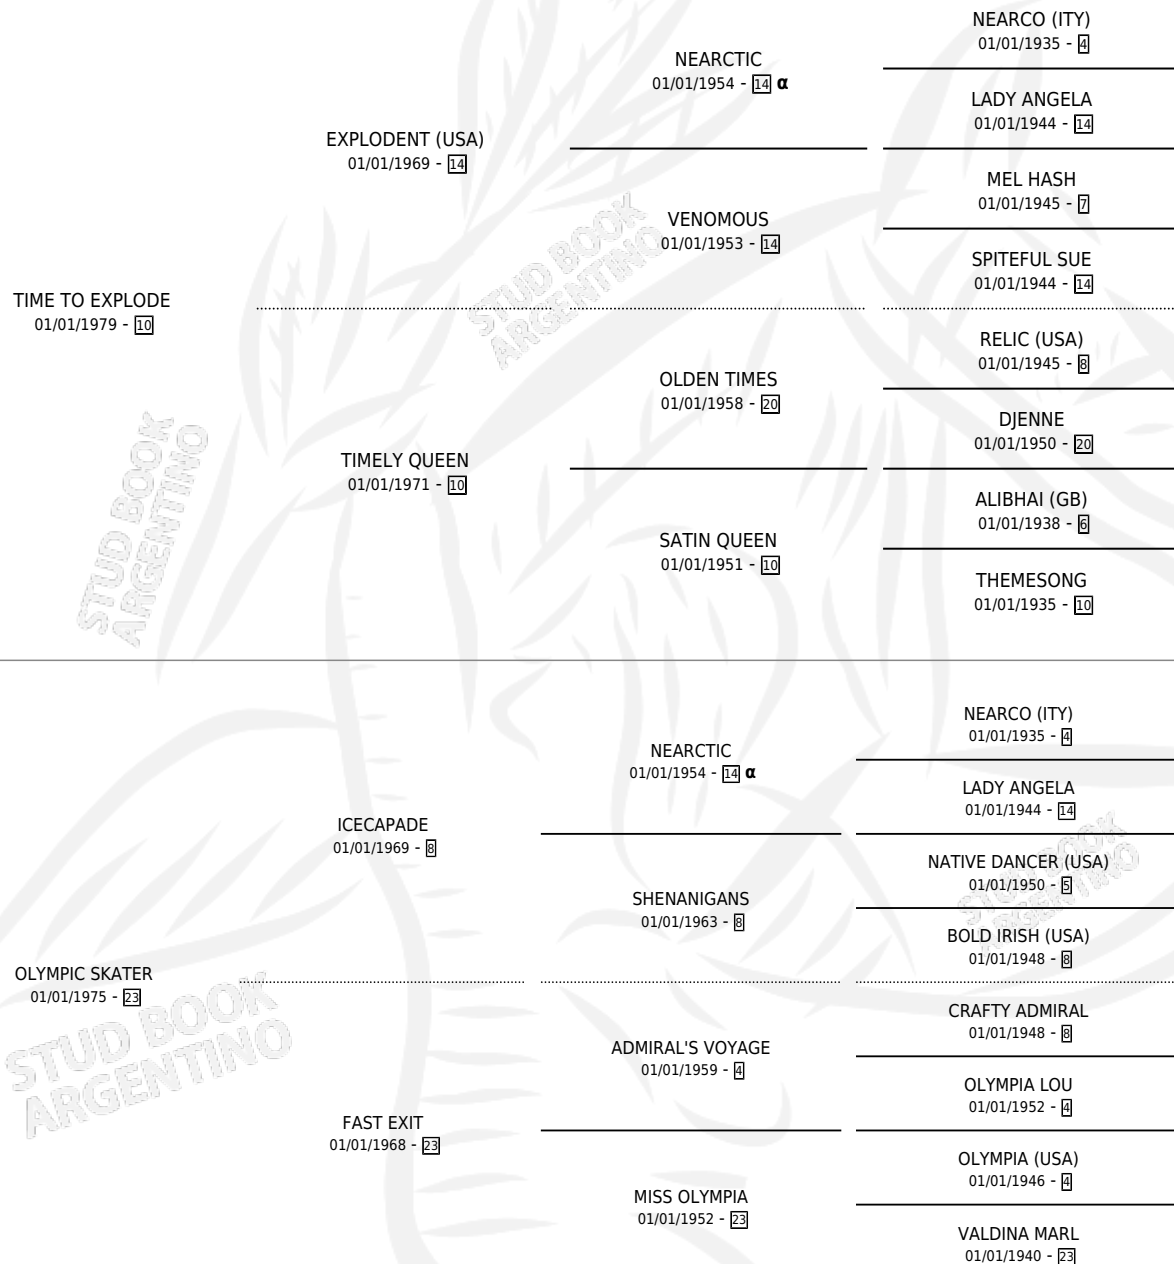 NEARCO (ITY)
01/01/1935 - 4
NEARCTIC
01/01/1954 - 14 α
LADY ANGELA
01/01/1944 - 14
EXPLODENT (USA)
01/01/1969 - 14
MEL HASH
01/01/1945 - 7
VENOMOUS
01/01/1953 - 14
SPITEFUL SUE
01/01/1944 - 14
TIME TO EXPLODE
01/01/1979 - 10
RELIC (USA)
01/01/1945 - 8
OLDEN TIMES
01/01/1958 - 20
DJENNE
01/01/1950 - 20
TIMELY QUEEN
01/01/1971 - 10
ALIBHAI (GB)
01/01/1938 - 6
SATIN QUEEN
01/01/1951 - 10
THEMESONG
01/01/1935 - 10
NEARCO (ITY)
01/01/1935 - 4
NEARCTIC
01/01/1954 - 14 α
LADY ANGELA
01/01/1944 - 14
ICECAPADE
01/01/1969 - 8
NATIVE DANCER (USA)
01/01/1950 - 5
SHENANIGANS
01/01/1963 - 8
BOLD IRISH (USA)
01/01/1948 - 8
OLYMPIC SKATER
01/01/1975 - 23
CRAFTY ADMIRAL
01/01/1948 - 8
ADMIRAL'S VOYAGE
01/01/1959 - 4
OLYMPIA LOU
01/01/1952 - 4
FAST EXIT
01/01/1968 - 23
OLYMPIA (USA)
01/01/1946 - 4
MISS OLYMPIA
01/01/1952 - 23
VALDINA MARL
01/01/1940 - 23
STUD BOOK
ARGENTINO
STUD BOOK
ARGENTINO
STUD BOOK
ARGENTINO
STUD BOOK
ARGENTINO